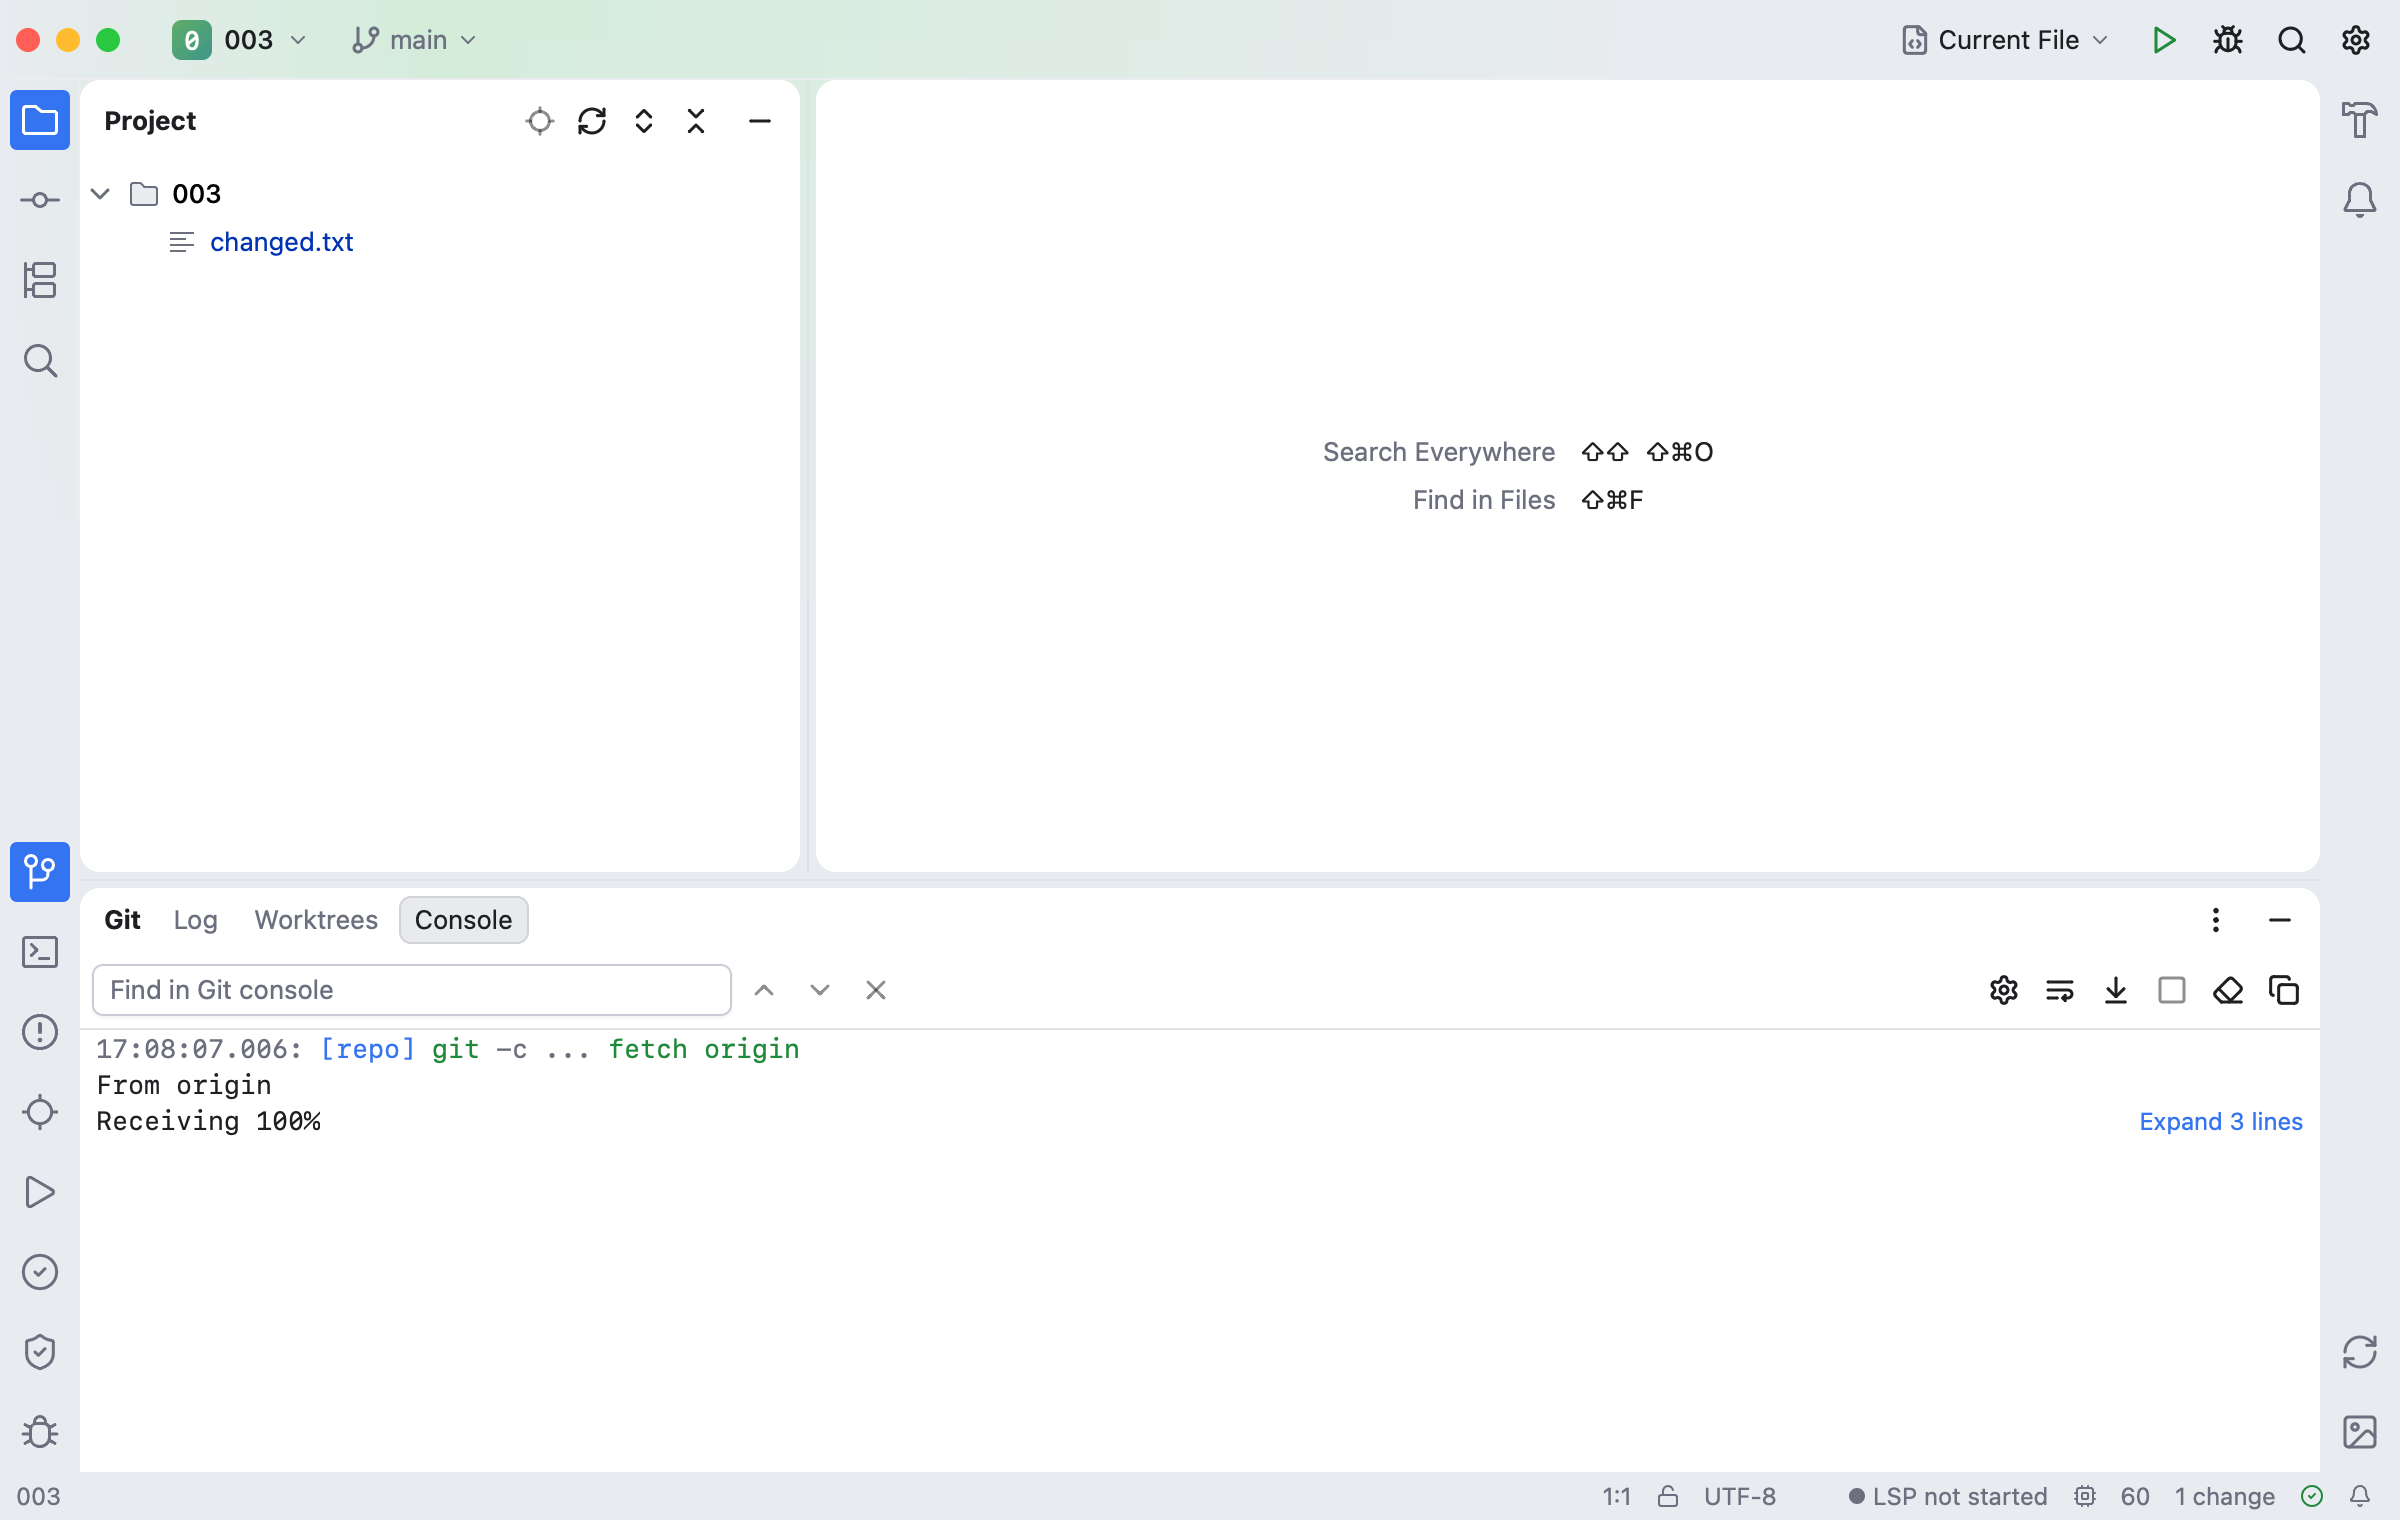 0 003 main Current File
Project
003
changed.txt
Search Everywhere ⇧⇧ ⇧⌘O
Find in Files ⇧⌘F
Git Log Worktrees Console
Find in Git console
17:08:07.006: [repo] git -c ... fetch origin
From origin
Receiving 100%
Expand 3 lines
003 1:1 UTF-8 LSP not started 60 1 change